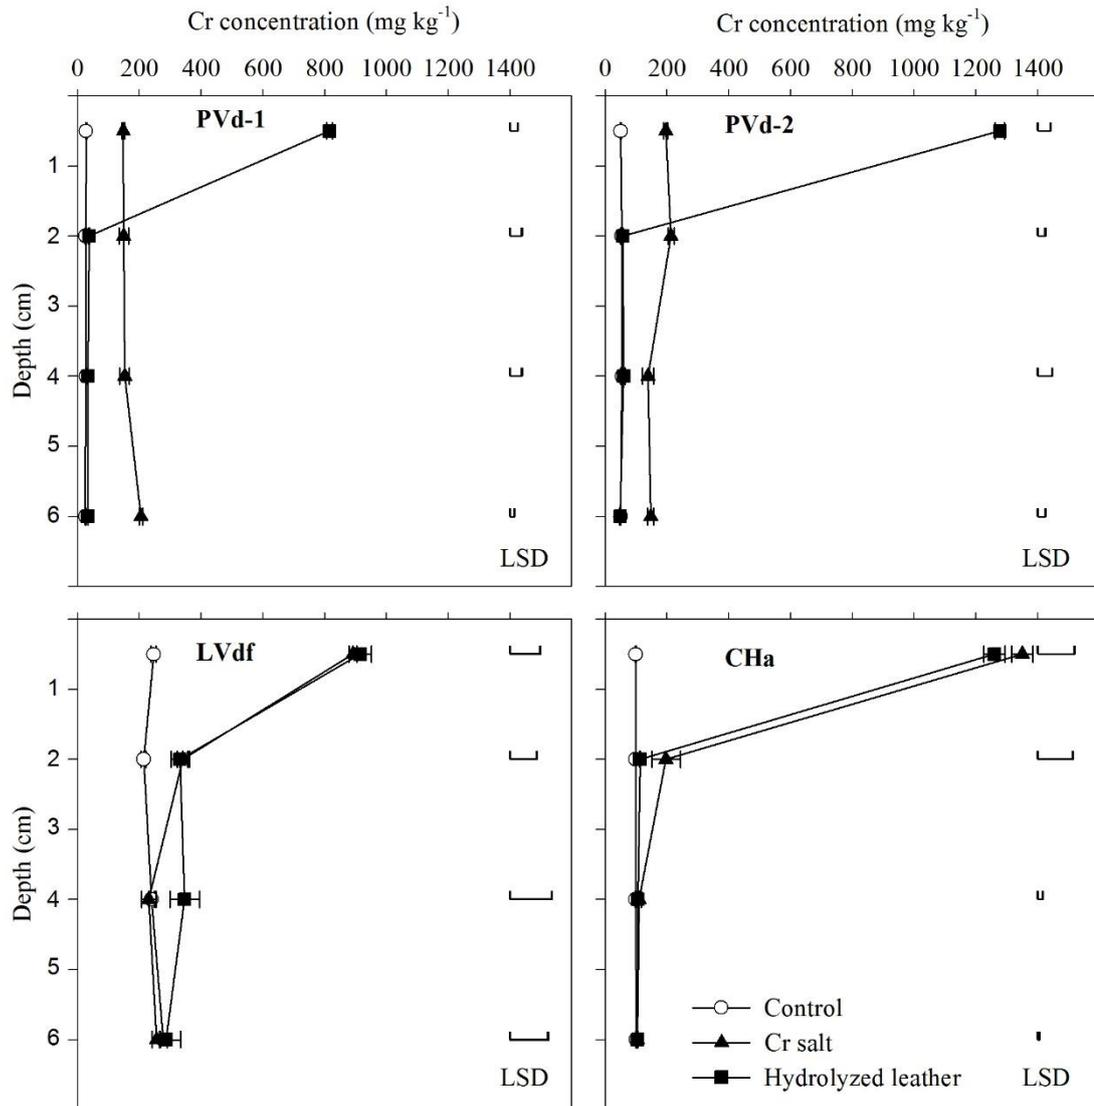 Cr concentration (mg kg⁻¹) Cr concentration (mg kg⁻¹)
0 200 400 600 800 1000 1200 1400 0 200 400 600 800 1000 1200 1400
PVd-1 PVd-2
1
2
3
4
5
6
Depth (cm)
LSD LSD
LVdf CHa
1
2
3
4
5
6
Depth (cm)
Control
Cr salt
Hydrolyzed leather
LSD LSD